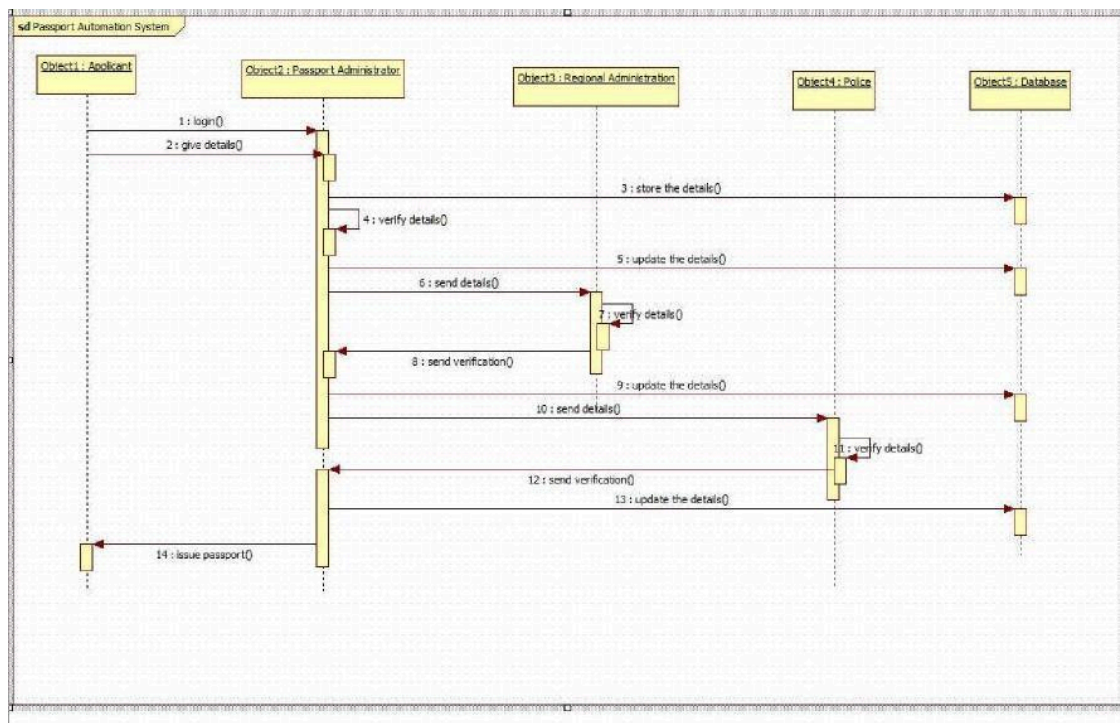 sd Passport Automation System
Object1 : Applicant
Object2 : Passport Administrator
Object3 : Regional Administration
Object4 : Police
Object5 : Database
1 : login()
2 : give details()
3 : store the details()
4 : verify details()
5 : update the details()
6 : send details()
7 : verify details()
8 : send verification()
9 : update the details()
10 : send details()
11 : verify details()
12 : send verification()
13 : update the details()
14 : issue passport()